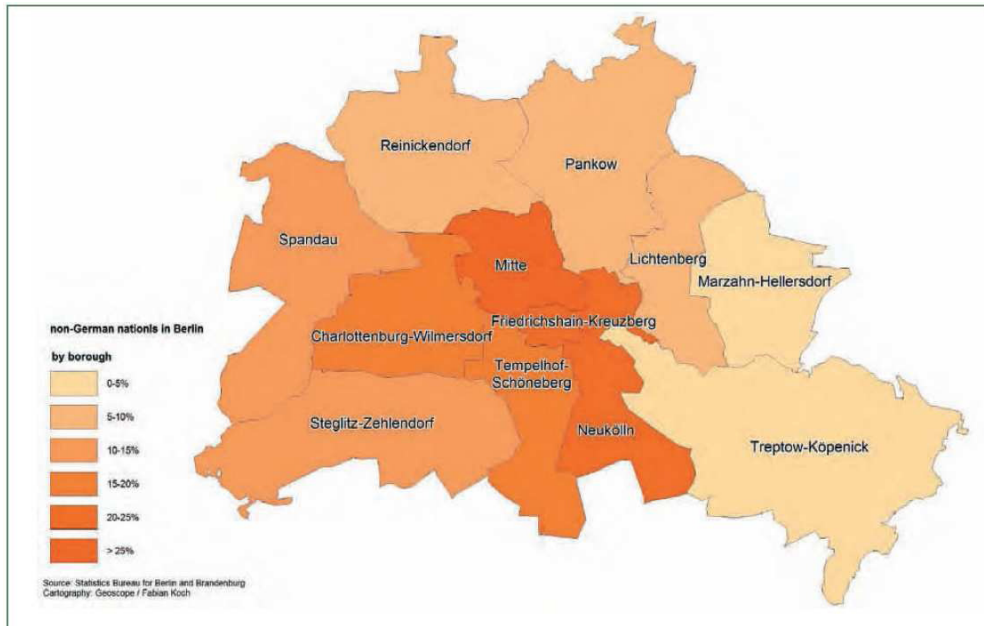 Reinickendorf
Pankow
Spandau
Mitte
Lichtenberg
Marzahn-Hellersdorf
Friedrichshain-Kreuzberg
Charlottenburg-Wilmersdorf
Tempelhof-
Schöneberg
Steglitz-Zehlendorf
Neukölln
Treptow-Köpenick
non-German nationls in Berlin
by borough
0-5%
5-10%
10-15%
15-20%
20-25%
> 25%
Source: Statistics Bureau for Berlin and Brandenburg
Cartography: Geoscope / Fabian Koch